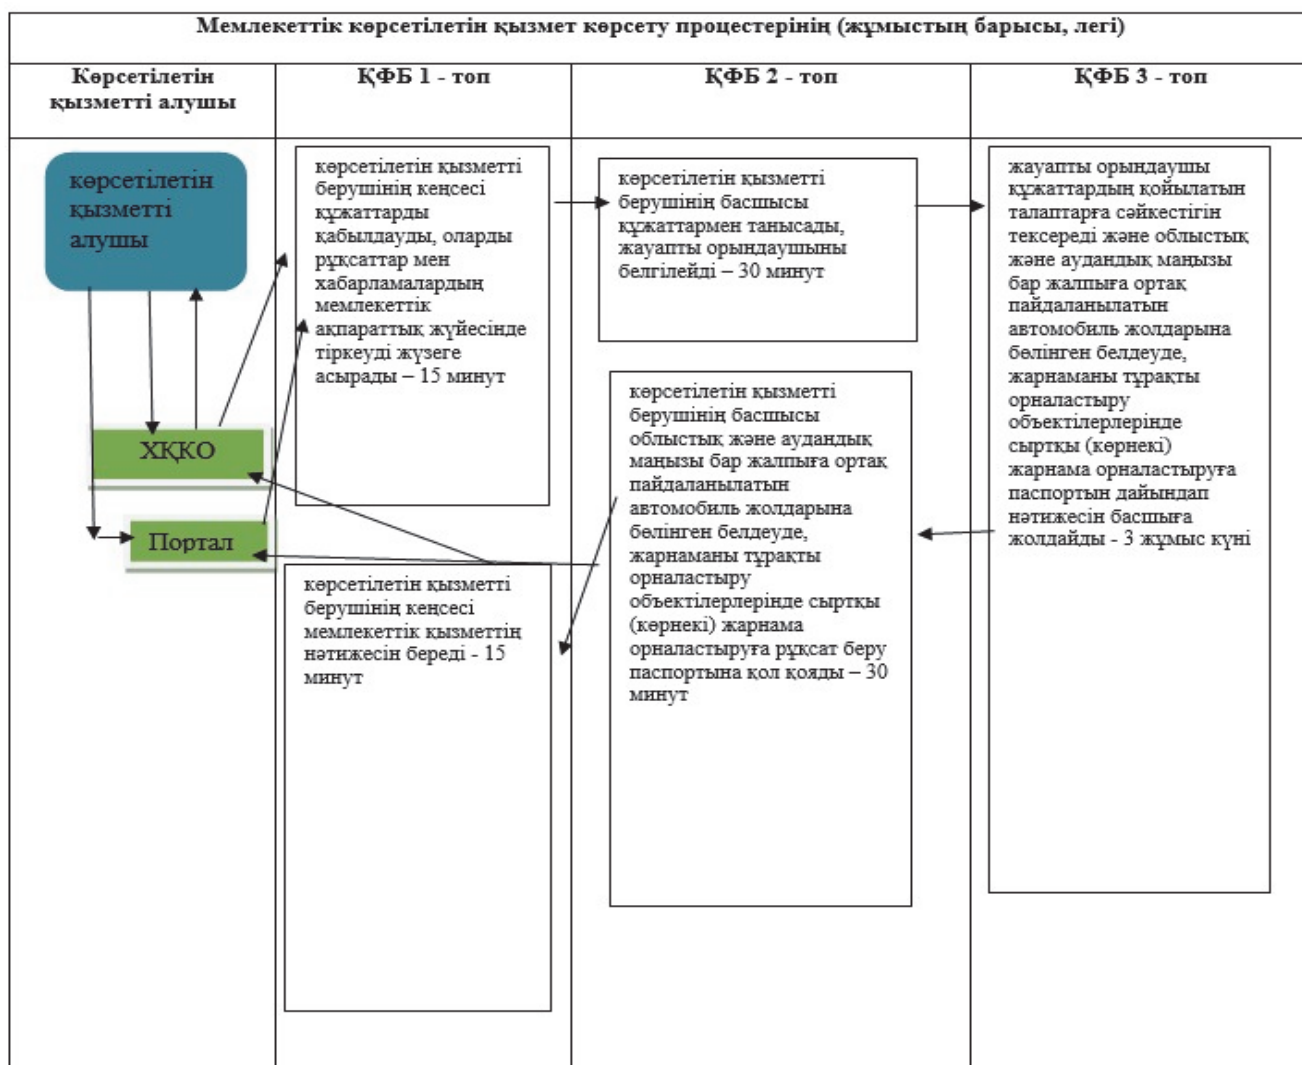 Мемлекеттік көрсетілетін қызмет көрсету процестерінің (жұмыстың барысы, легі)
Көрсетілетін
қызметті алушы
ҚФБ 1 - топ
ҚФБ 2 - топ
ҚФБ 3 - топ
көрсетілетін
қызметті
алушы
ХҚКО
Портал
көрсетілетін қызметті
берушінің кеңсесі
құжаттарды
қабылдауды, оларды
рұқсаттар мен
хабарламалардың
мемлекеттік
ақпараттық жүйесінде
тіркеуді жүзеге
асырады – 15 минут
көрсетілетін қызметті
берушінің кеңсесі
мемлекеттік қызметтің
нәтижесін береді - 15
минут
көрсетілетін қызметті
берушінің басшысы
құжаттармен танысады,
жауапты орындаушыны
белгілейді – 30 минут
көрсетілетін қызметті
берушінің басшысы
облыстық және аудандық
маңызы бар жалпыға ортақ
пайдаланылатын
автомобиль жолдарына
бөлінген белдеуде,
жарнаманы тұрақты
орналастыру
объектілерлерінде сыртқы
(көрнекі) жарнама
орналастыруға рұқсат беру
паспортына қол қояды – 30
минут
жауапты орындаушы
құжаттардың қойылатын
талаптарға сәйкестігін
тексереді және облыстық
және аудандық маңызы
бар жалпыға ортақ
пайдаланылатын
автомобиль жолдарына
бөлінген белдеуде,
жарнаманы тұрақты
орналастыру
объектілерлерінде
сыртқы (көрнекі)
жарнама орналастыруға
паспортын дайындап
нәтижесін басшыға
жолдайды - 3 жұмыс күні